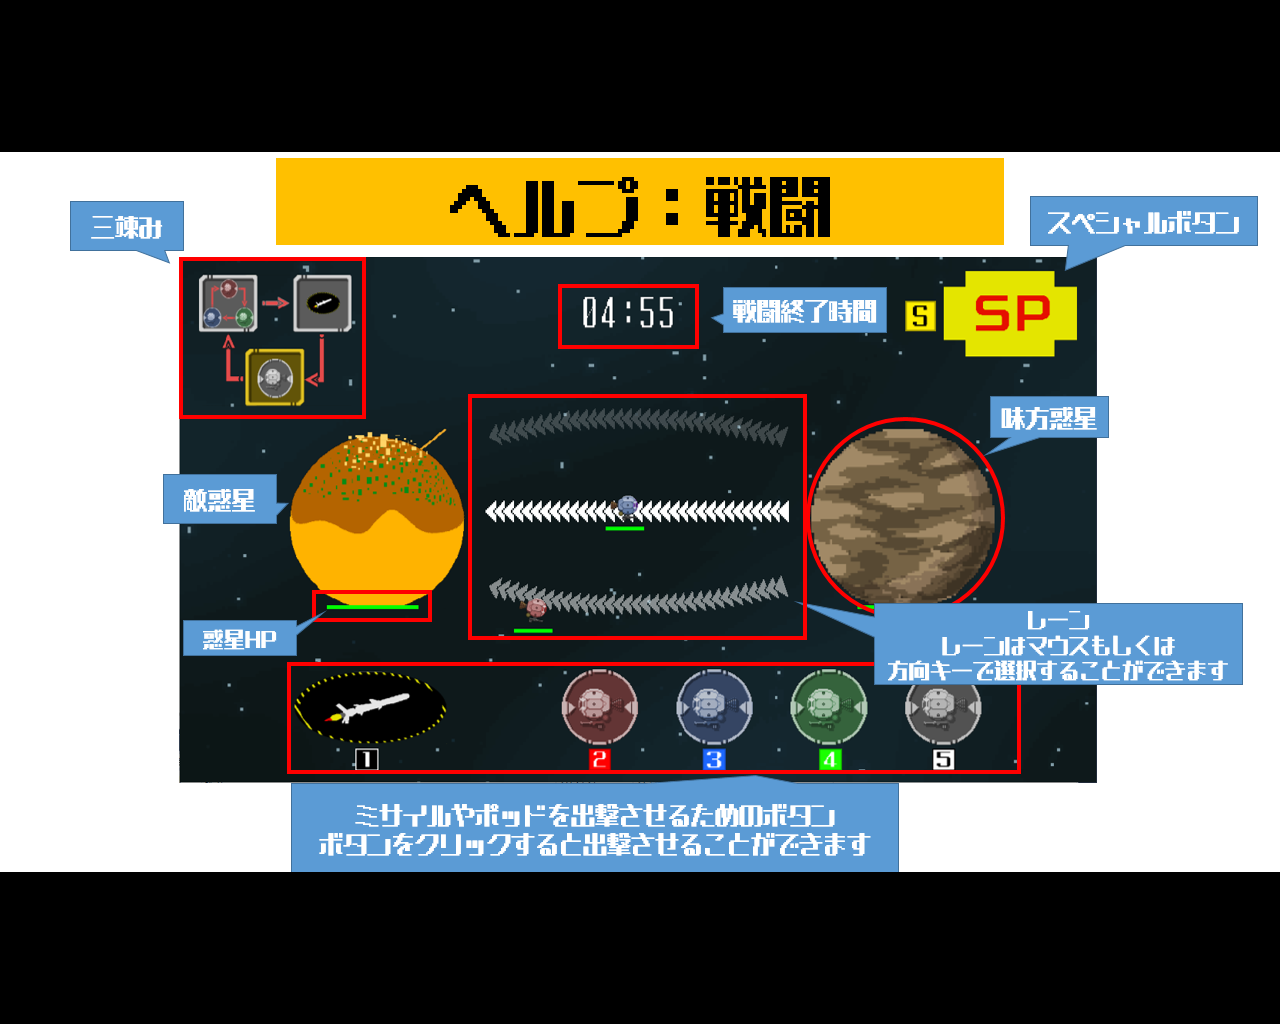 ヘルプ：戦闘
三竦み
スペシャルボタン
04:55
戦闘終了時間
S
SP
味方惑星
敵惑星
惑星HP
レーン
レーンはマウスもしくは
方向キーで選択することができます
1
2
3
4
5
ミサイルやポッドを出撃させるためのボタン
ボタンをクリックすると出撃させることができます